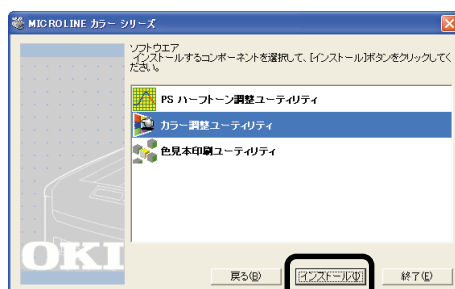 MICROLINE カラー シリーズ
ソフトウエア
インストールするコンポーネントを選択して、[インストール]ボタンをクリックしてく
ださい。
PS ハーフトーン調整ユーティリティ
カラー調整ユーティリティ
色見本印刷ユーティリティ
OKI
戻る(B) インストール(I) 終了(E)